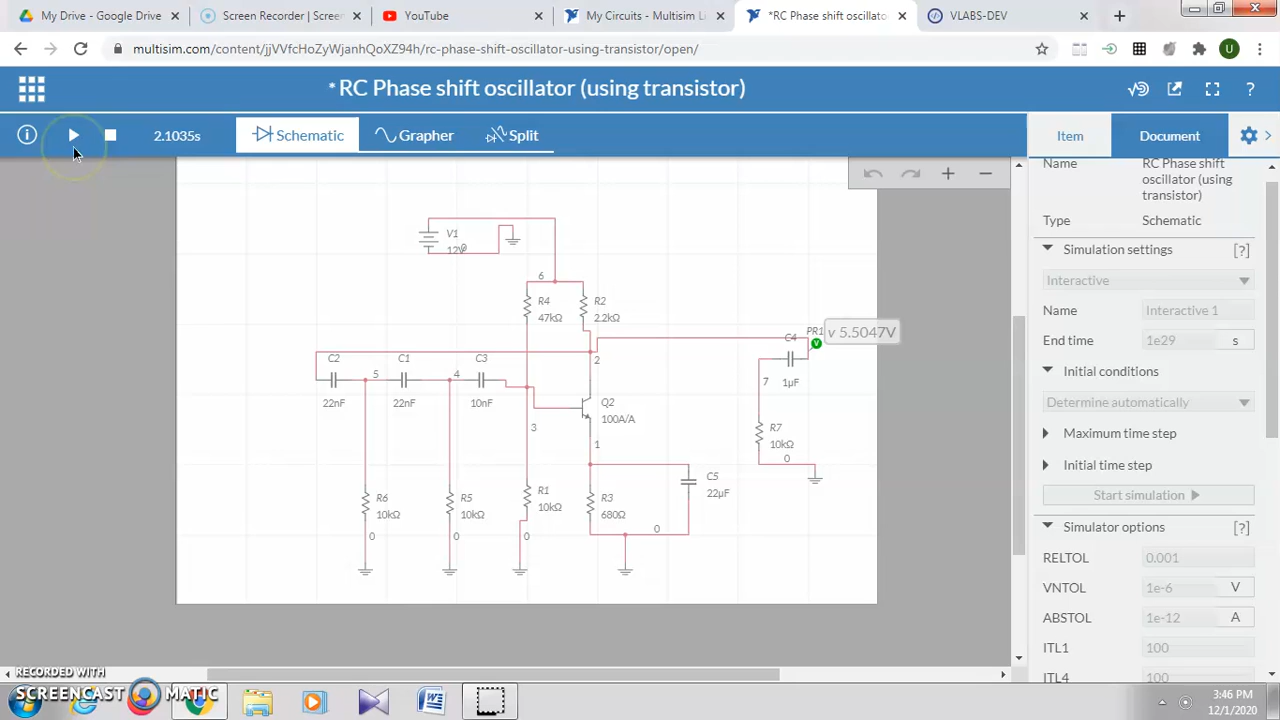 My Drive - Google Drive
Screen Recorder | Screen
YouTube
My Circuits - Multisim L
*RC Phase shift oscillato
VLABS-DEV
multisim.com/content/jjVVfcHoZyWjanhQoXZ94h/rc-phase-shift-oscillator-using-transistor/open/
U
*RC Phase shift oscillator (using transistor)
?
2.1035s
Schematic
Grapher
Split
Item
Document
Name
RC Phase shift
oscillator (using
transistor)
Type
Schematic
Simulation settings
[?]
Interactive
Name
Interactive 1
End time
1e29
s
Initial conditions
Determine automatically
Maximum time step
Initial time step
Start simulation
Simulator options
[?]
RELTOL
0.001
VNTOL
1e-6
V
ABSTOL
1e-12
A
ITL1
100
ITL4
100
V1
12V
0
6
R4
47kΩ
R2
2.2kΩ
PR1
v 5.5047V
V
C4
1µF
7
2
C2
22nF
5
C1
22nF
4
C3
10nF
Q2
100A/A
3
1
R7
10kΩ
0
C5
22µF
R6
10kΩ
0
R5
10kΩ
0
R1
10kΩ
0
R3
680Ω
0
RECORDED WITH
SCREENCAST MATIC
3:46 PM
12/1/2020